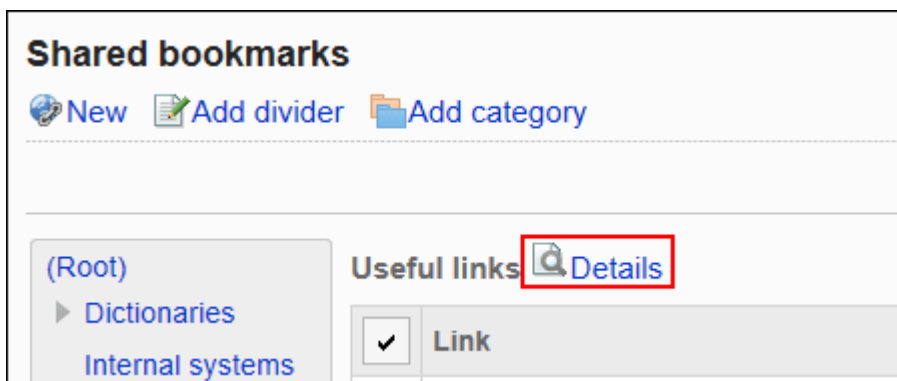 Shared bookmarks
New Add divider Add category
(Root)
Dictionaries
Internal systems
Useful links Details
Link